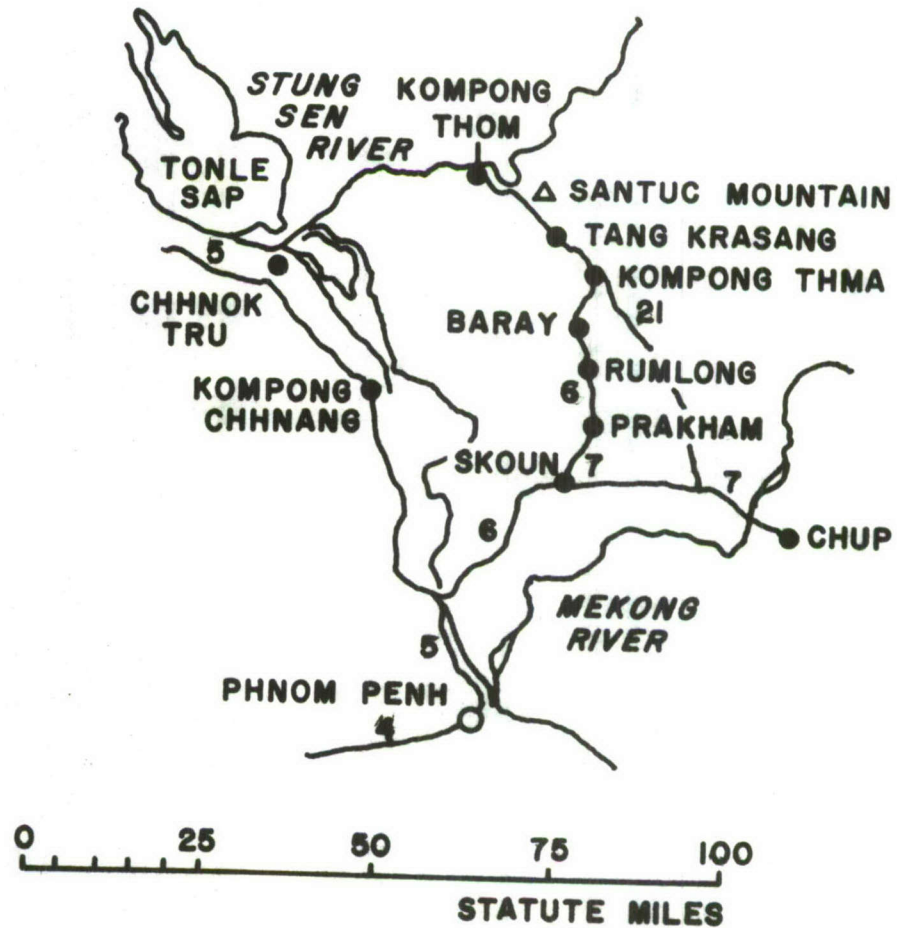 STUNG
SEN
RIVER
KOMPONG
THOM
TONLE
SAP
SANTUC MOUNTAIN
TANG KRASANG
5
KOMPONG THMA
CHHNOK
TRU
21
BARAY
RUMLONG
KOMPONG
CHHNANG
6
PRAKHAM
SKOUN
7
7
6
CHUP
MEKONG
RIVER
5
PHNOM PENH
4
0 25 50 75 100
STATUTE MILES